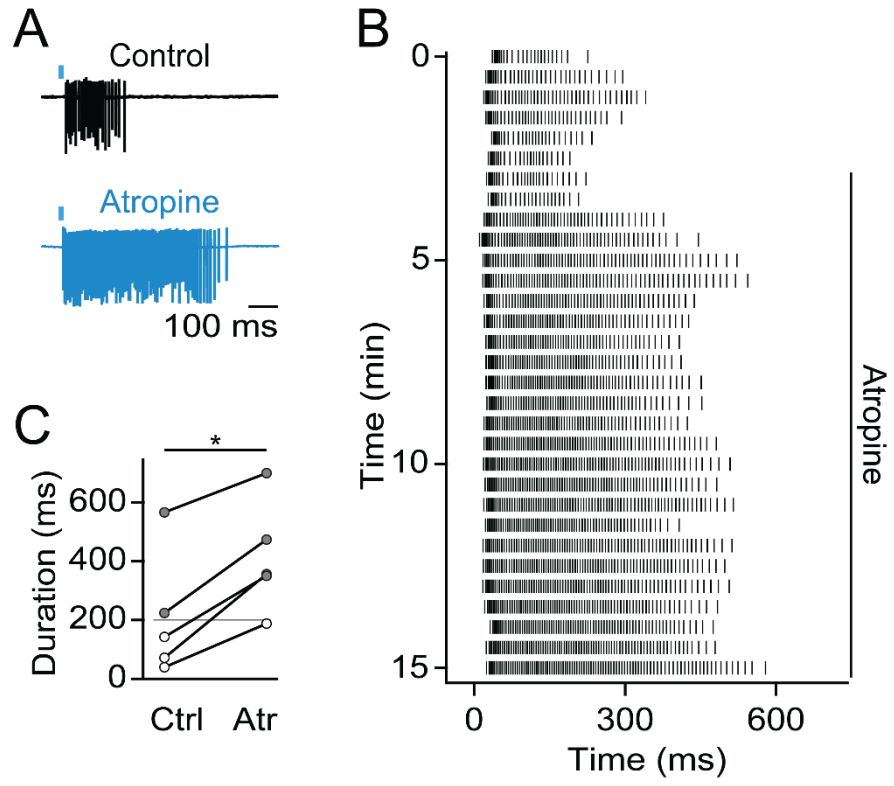 A
Control
Atropine
100 ms
B
0
5
10
15
Time (min)
0 300 600
Time (ms)
Atropine
C
*
600
400
200
0
Duration (ms)
Ctrl Atr